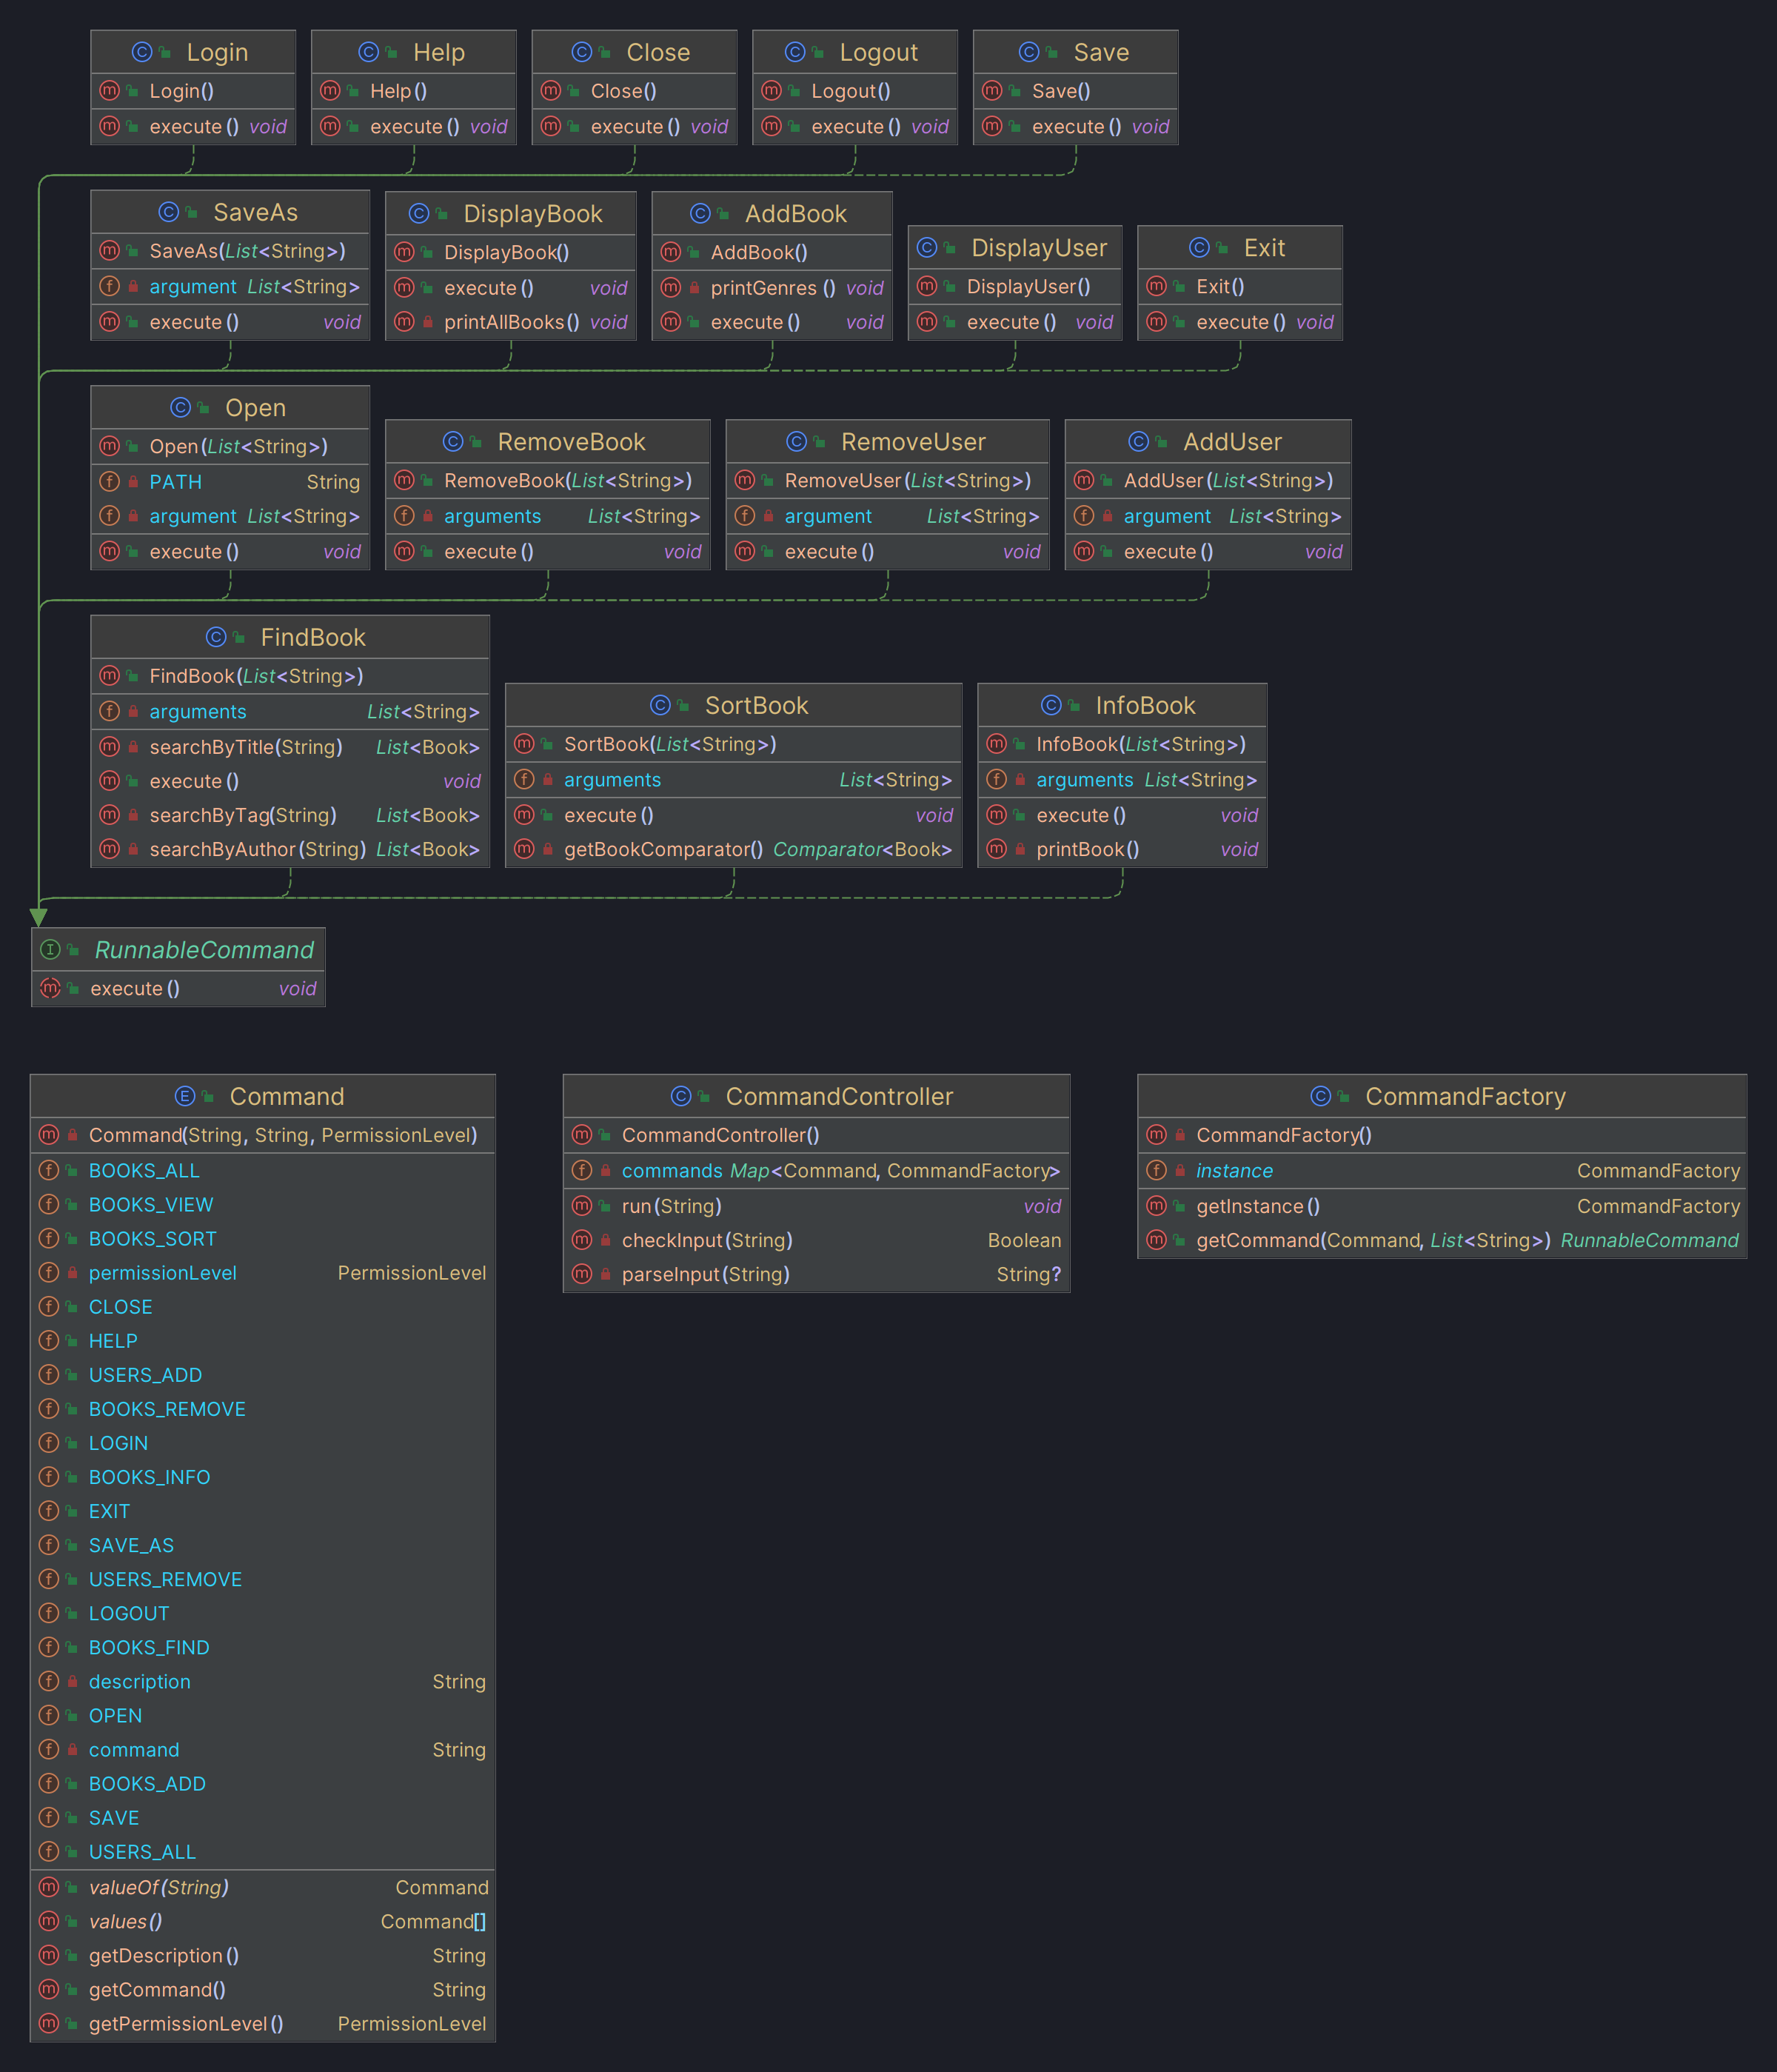 Login
Login()
execute() void
Help
Help()
execute() void
Close
Close()
execute() void
Logout
Logout()
execute() void
Save
Save()
execute() void
SaveAs
SaveAs(List<String>)
argument List<String>
execute() void
DisplayBook
DisplayBook()
execute() void
printAllBooks() void
AddBook
AddBook()
printGenres() void
execute() void
DisplayUser
DisplayUser()
execute() void
Exit
Exit()
execute() void
Open
Open(List<String>)
PATH String
argument List<String>
execute() void
RemoveBook
RemoveBook(List<String>)
arguments List<String>
execute() void
RemoveUser
RemoveUser(List<String>)
argument List<String>
execute() void
AddUser
AddUser(List<String>)
argument List<String>
execute() void
FindBook
FindBook(List<String>)
arguments List<String>
searchByTitle(String) List<Book>
execute() void
searchByTag(String) List<Book>
searchByAuthor(String) List<Book>
SortBook
SortBook(List<String>)
arguments List<String>
execute() void
getBookComparator() Comparator<Book>
InfoBook
InfoBook(List<String>)
arguments List<String>
execute() void
printBook() void
RunnableCommand
execute() void
Command
Command(String, String, PermissionLevel)
BOOKS_ALL
BOOKS_VIEW
BOOKS_SORT
permissionLevel PermissionLevel
CLOSE
HELP
USERS_ADD
BOOKS_REMOVE
LOGIN
BOOKS_INFO
EXIT
SAVE_AS
USERS_REMOVE
LOGOUT
BOOKS_FIND
description String
OPEN
command String
BOOKS_ADD
SAVE
USERS_ALL
valueOf(String) Command
values() Command[]
getDescription() String
getCommand() String
getPermissionLevel() PermissionLevel
CommandController
CommandController()
commands Map<Command, CommandFactory>
run(String) void
checkInput(String) Boolean
parseInput(String) String?
CommandFactory
CommandFactory()
instance CommandFactory
getInstance() CommandFactory
getCommand(Command, List<String>) RunnableCommand